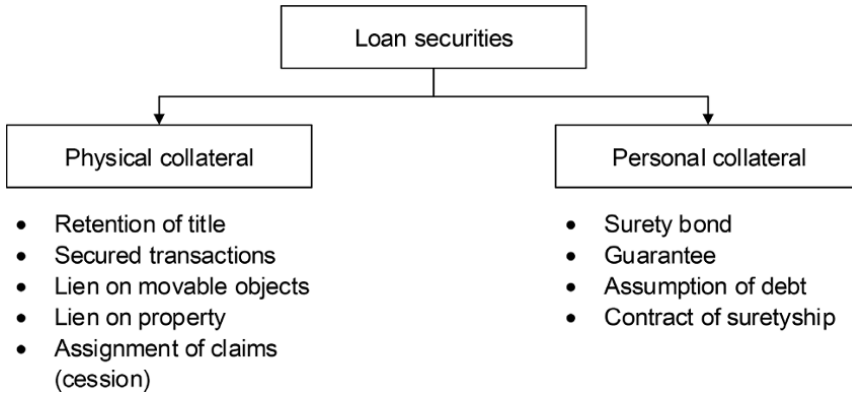 Loan securities
Physical collateral
Personal collateral
• Retention of title
• Secured transactions
• Lien on movable objects
• Lien on property
• Assignment of claims
(cession)
• Surety bond
• Guarantee
• Assumption of debt
• Contract of suretyship